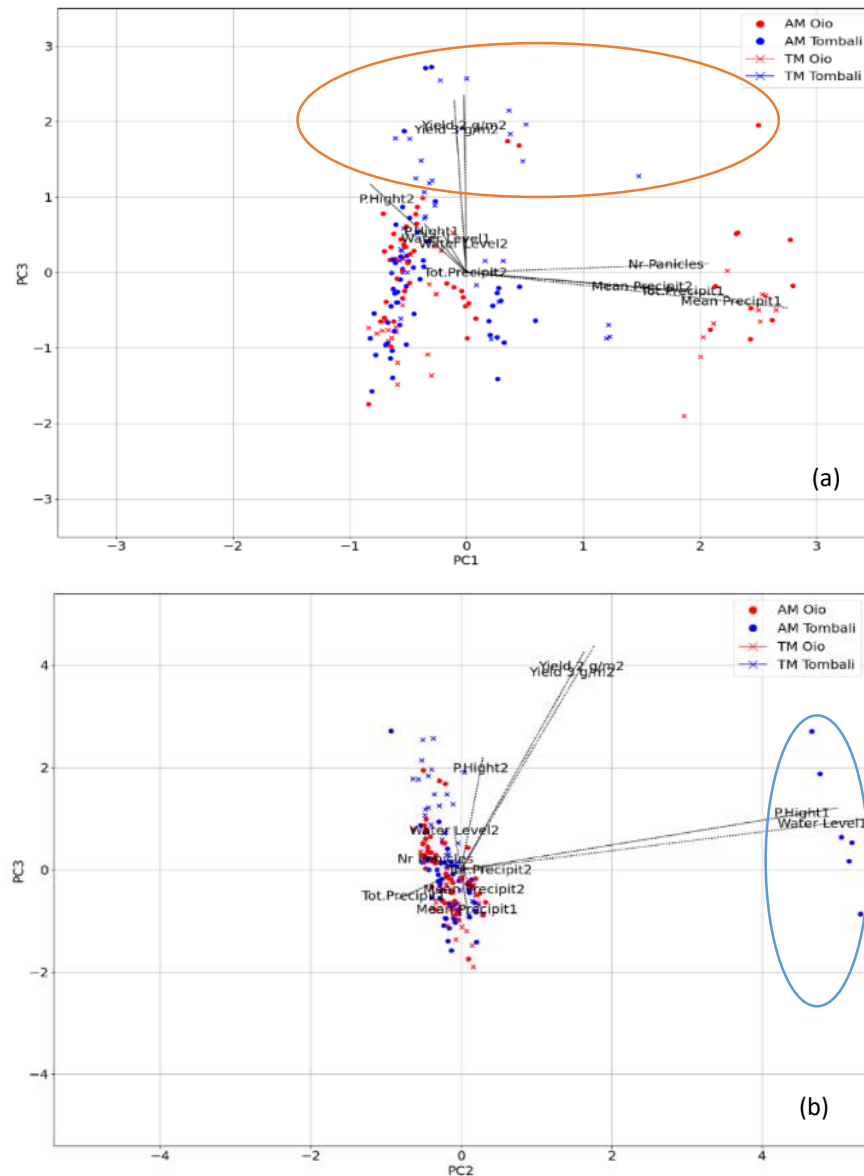 AM Oio
AM Tombali
TM Oio
TM Tombali
3
2
1
0
−1
−2
−3
PC3
Yield 2 g/m2
Yield 3 g/m2
P.Hight2
P.Hight1
Water Level1
Water Level2
Tot.Precipit2
Nr Panicles
Mean Precipit2
Tot.Precipit1
Mean Precipit1
(a)
−3 −2 −1 0 1 2 3
PC1
AM Oio
AM Tombali
TM Oio
TM Tombali
4
2
0
−2
−4
PC3
Yield 2 g/m2
Yield 3 g/m2
P.Hight2
P.Hight1
Water Level1
Water Level2
Nr Panicles
Tot.Precipit2
Mean Precipit2
Tot.Precipit1
Mean Precipit1
(b)
−4 −2 0 2 4
PC2